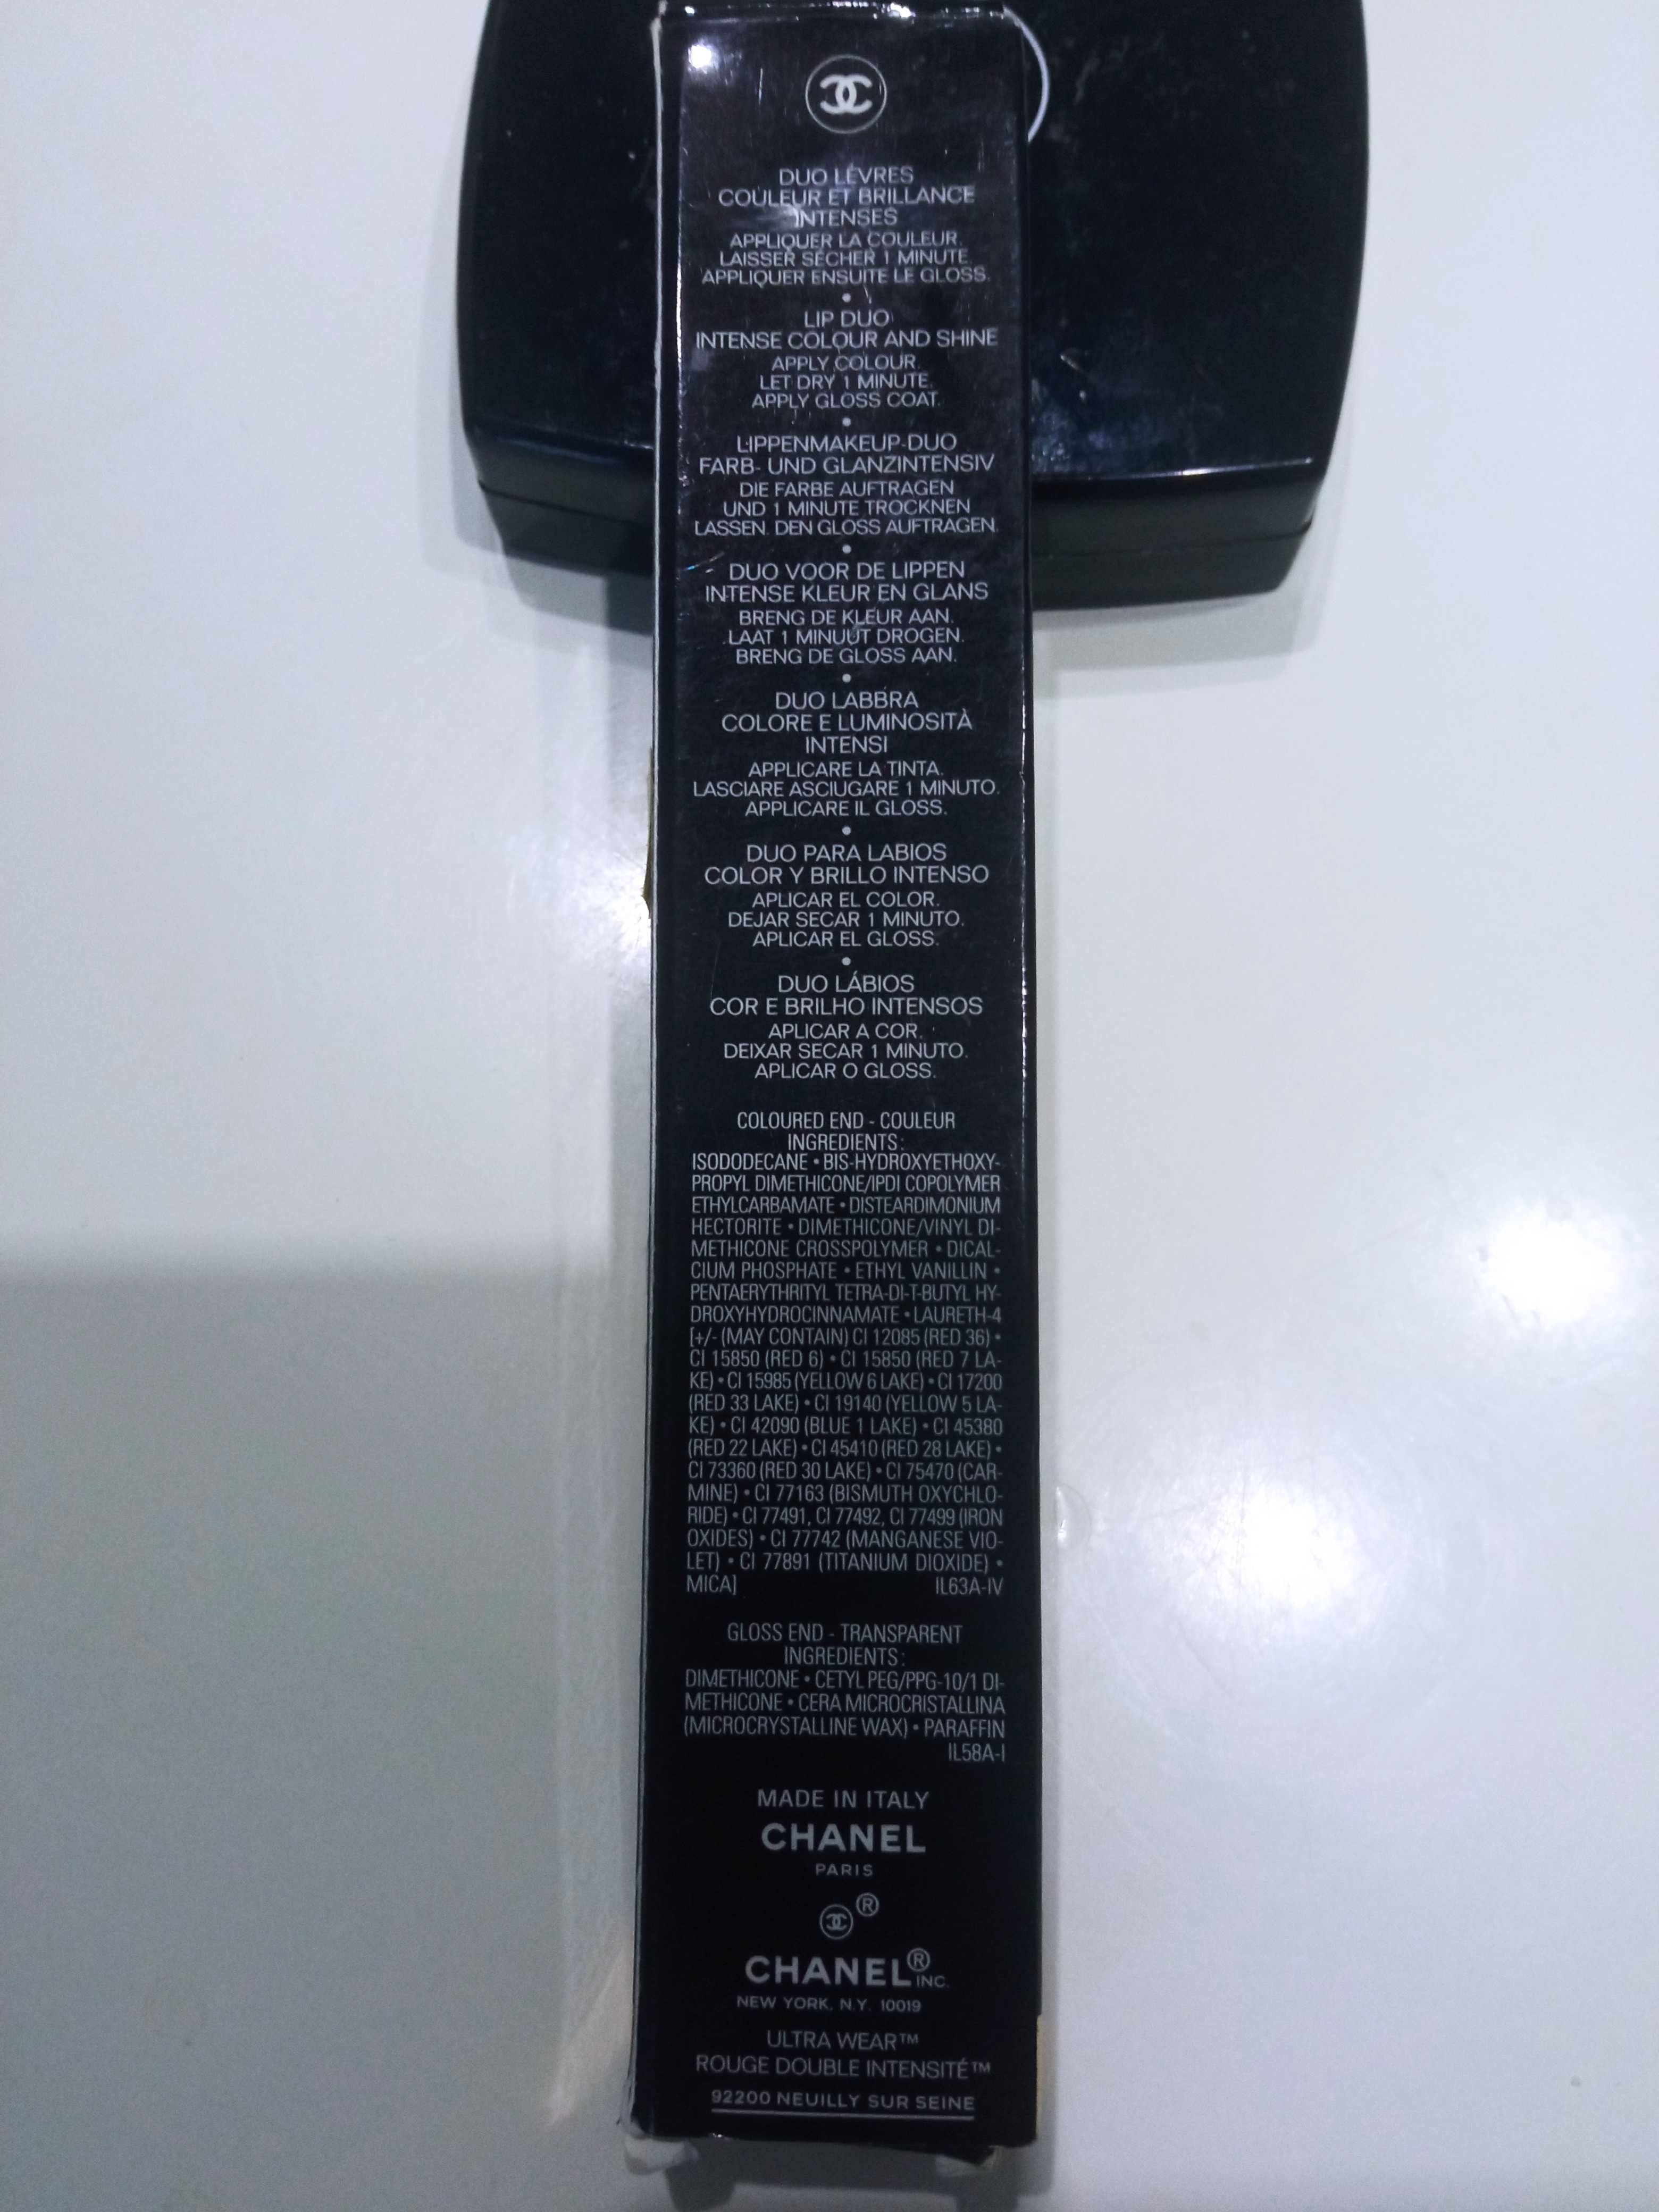 DUO LÈVRES
COULEUR ET BRILLANCE
INTENSES
APPLIQUER LA COULEUR.
LAISSER SÉCHER 1 MINUTE.
APPLIQUER ENSUITE LE GLOSS.
•
LIP DUO
INTENSE COLOUR AND SHINE
APPLY COLOUR.
LET DRY 1 MINUTE.
APPLY GLOSS COAT.
•
LIPPENMAKEUP-DUO
FARB- UND GLANZINTENSIV
DIE FARBE AUFTRAGEN
UND 1 MINUTE TROCKNEN
LASSEN. DEN GLOSS AUFTRAGEN.
•
DUO VOOR DE LIPPEN
INTENSE KLEUR EN GLANS
BRENG DE KLEUR AAN.
LAAT 1 MINUUT DROGEN.
BRENG DE GLOSS AAN.
•
DUO LABBRA
COLORE E LUMINOSITÀ
INTENSI
APPLICARE LA TINTA.
LASCIARE ASCIUGARE 1 MINUTO.
APPLICARE IL GLOSS.
•
DUO PARA LABIOS
COLOR Y BRILLO INTENSO
APLICAR EL COLOR.
DEJAR SECAR 1 MINUTO.
APLICAR EL GLOSS.
•
DUO LÁBIOS
COR E BRILHO INTENSOS
APLICAR A COR.
DEIXAR SECAR 1 MINUTO.
APLICAR O GLOSS.
COLOURED END - COULEUR
INGREDIENTS:
ISODODECANE • BIS-HYDROXYETHOXY-
PROPYL DIMETHICONE/IPDI COPOLYMER
ETHYLCARBAMATE • DISTEARDIMONIUM
HECTORITE • DIMETHICONE/VINYL DI-
METHICONE CROSSPOLYMER • DICAL-
CIUM PHOSPHATE • ETHYL VANILLIN •
PENTAERYTHRITYL TETRA-DI-T-BUTYL HY-
DROXYHYDROCINNAMATE • LAURETH-4
[+/- (MAY CONTAIN) CI 12085 (RED 36) •
CI 15850 (RED 6) • CI 15850 (RED 7 LA-
KE) • CI 15985 (YELLOW 6 LAKE) • CI 17200
(RED 33 LAKE) • CI 19140 (YELLOW 5 LA-
KE) • CI 42090 (BLUE 1 LAKE) • CI 45380
(RED 22 LAKE) • CI 45410 (RED 28 LAKE) •
CI 73360 (RED 30 LAKE) • CI 75470 (CAR-
MINE) • CI 77163 (BISMUTH OXYCHLO-
RIDE) • CI 77491, CI 77492, CI 77499 (IRON
OXIDES) • CI 77742 (MANGANESE VIO-
LET) • CI 77891 (TITANIUM DIOXIDE) •
MICA] IL63A-IV
GLOSS END - TRANSPARENT
INGREDIENTS:
DIMETHICONE • CETYL PEG/PPG-10/1 DI-
METHICONE • CERA MICROCRISTALLINA
(MICROCRYSTALLINE WAX) • PARAFFIN
IL58A-I
MADE IN ITALY
CHANEL
PARIS
®
CHANEL® INC.
NEW YORK, N.Y. 10019
ULTRA WEAR™
ROUGE DOUBLE INTENSITÉ™
92200 NEUILLY SUR SEINE